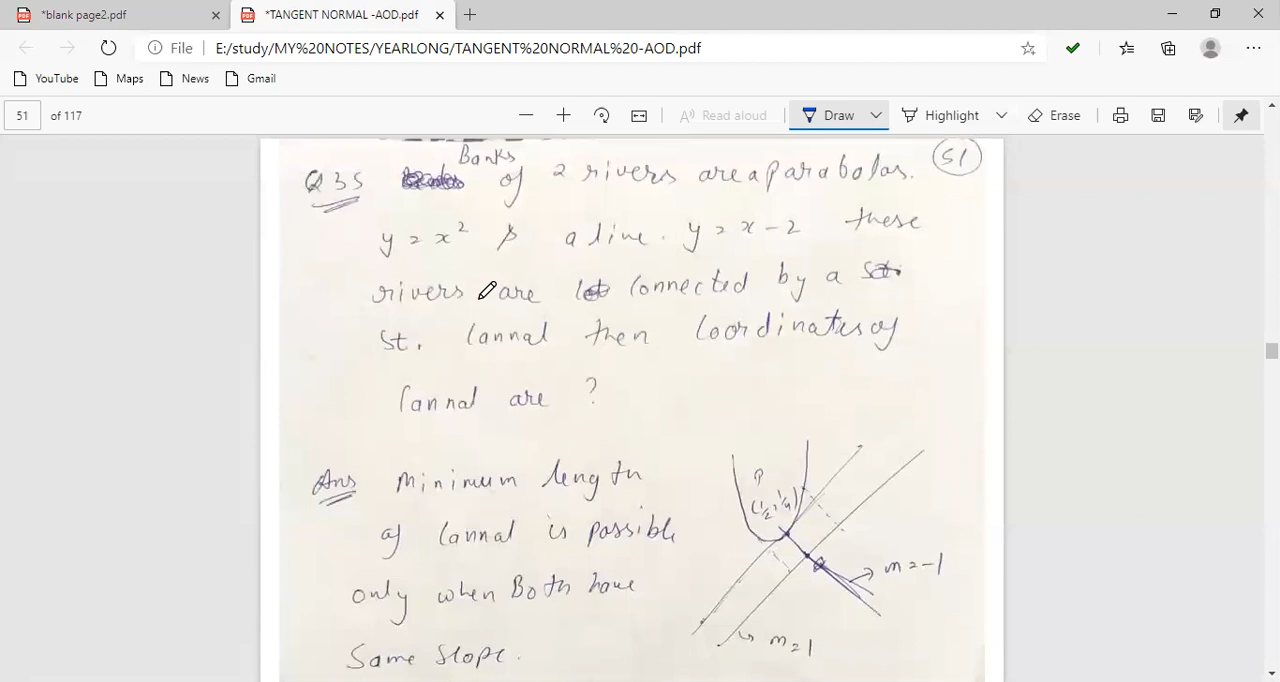 *blank page2.pdf
*TANGENT NORMAL -AOD.pdf
File
E:/study/MY%20NOTES/YEARLONG/TANGENT%20NORMAL%20-AOD.pdf
YouTube Maps News Gmail
51 of 117
Read aloud
Draw
Highlight
Erase
51
Banks
Q35 of 2 rivers are a parabolas.
y = x² & a line. y = x - 2 these
rivers are connected by a
st. Cannal then Coordinates of
Cannal are ?
Ans Minimum length
of Cannal is possible
only when Both have
Same Slope.
P
(1/2, 1/4)
Q
m = -1
m = 1